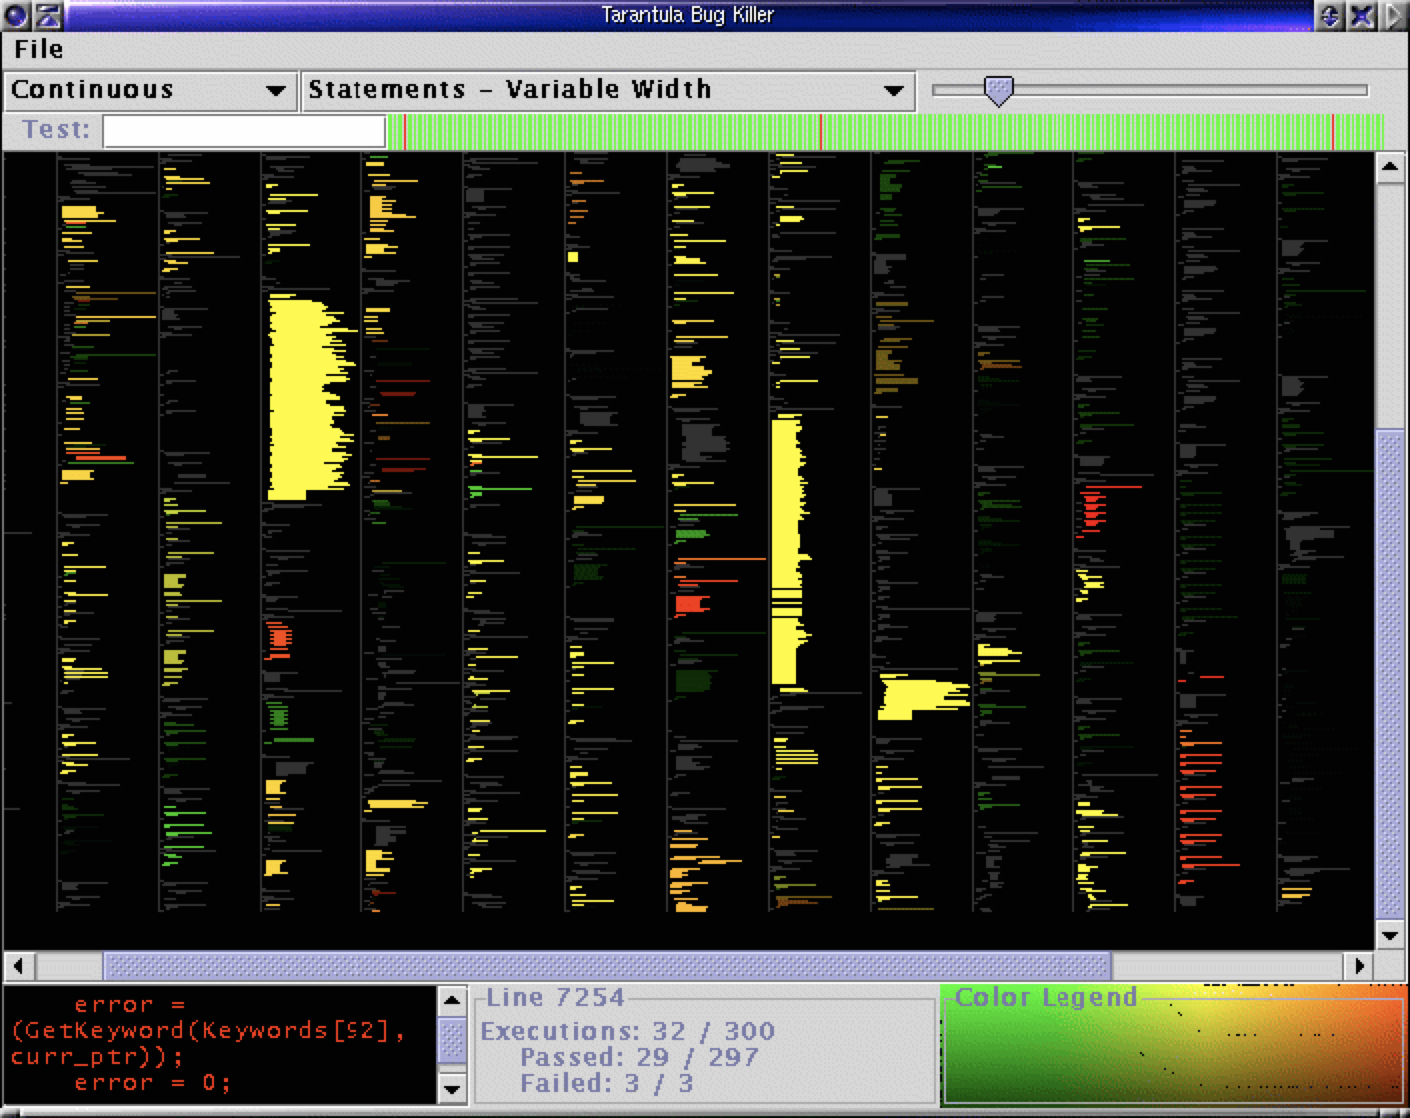 Tarantula Bug Killer
File
Continuous
Statements – Variable Width
Test:
error =
(GetKeyword(Keywords[52],
curr_ptr));
error = 0;
Line 7254
Executions: 32 / 300
Passed: 29 / 297
Failed: 3 / 3
Color Legend